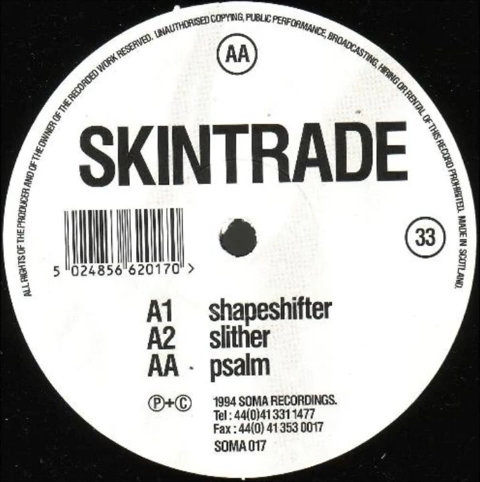 ALL RIGHTS OF THE PRODUCER AND OF THE OWNER OF THE RECORDED WORK RESERVED. UNAUTHORISED COPYING, PUBLIC PERFORMANCE, BROADCASTING, HIRING OR RENTAL OF THIS RECORD PROHIBITED. MADE IN SCOTLAND.
AA
SKINTRADE
33
5 024856 620170 >
A1 shapeshifter
A2 slither
AA psalm
℗+© 1994 SOMA RECORDINGS.
Tel : 44(0)41 331 1477
Fax : 44(0) 41 353 0017
SOMA 017